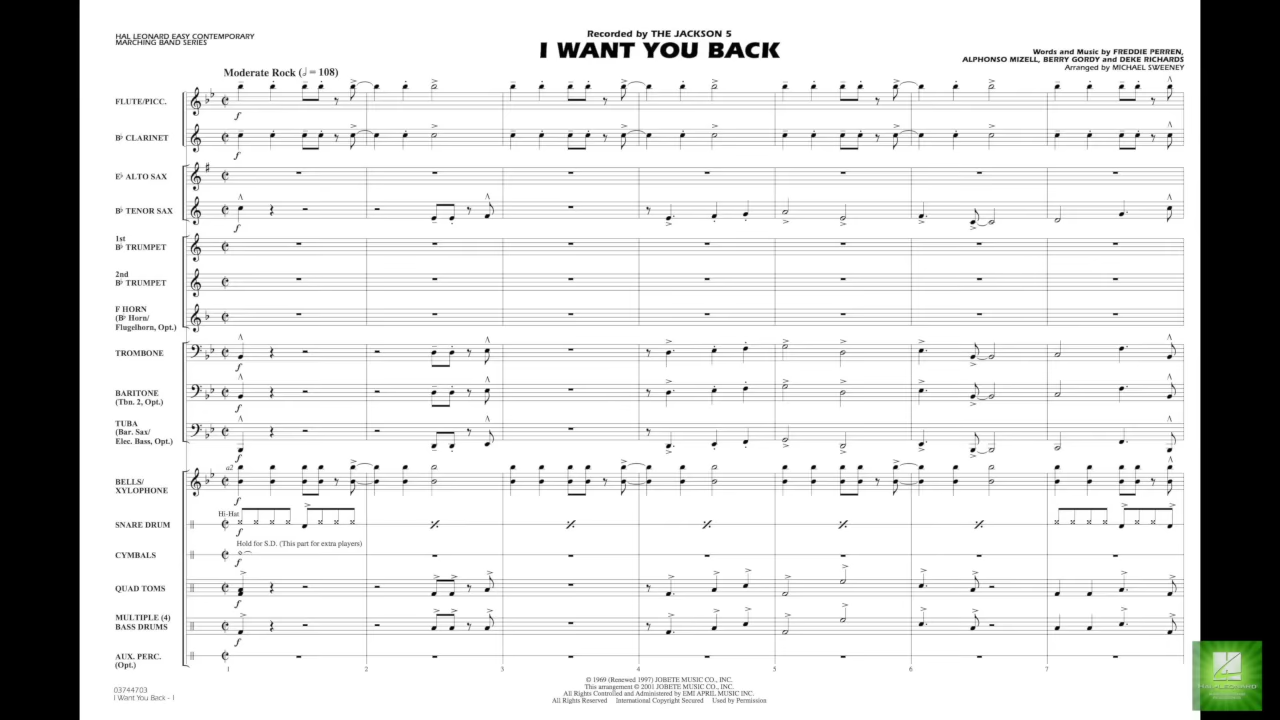 HAL LEONARD EASY CONTEMPORARY
MARCHING BAND SERIES
Recorded by THE JACKSON 5
I WANT YOU BACK
Words and Music by FREDDIE PERREN,
ALPHONSO MIZELL, BERRY GORDY and DEKE RICHARDS
Arranged by MICHAEL SWEENEY
Moderate Rock (𝅗𝅥 = 108)
FLUTE/PICC.
f
B♭ CLARINET
f
E♭ ALTO SAX
B♭ TENOR SAX
f
1st
B♭ TRUMPET
2nd
B♭ TRUMPET
F HORN
(B♭ Horn/
Flugelhorn, Opt.)
TROMBONE
f
BARITONE
(Tbn. 2, Opt.)
f
TUBA
(Bar. Sax/
Elec. Bass, Opt.)
f
a2
BELLS/
XYLOPHONE
f
Hi-Hat
SNARE DRUM
f
Hold for S.D. (This part for extra players)
CYMBALS
f
QUAD TOMS
f
MULTIPLE (4)
BASS DRUMS
f
AUX. PERC.
(Opt.)
1 2 3 4 5 6 7
03744703
I Want You Back - 1
© 1969 (Renewed 1997) JOBETE MUSIC CO., INC.
This arrangement © 2001 JOBETE MUSIC CO., INC.
All Rights Controlled and Administered by EMI APRIL MUSIC INC.
All Rights Reserved International Copyright Secured Used by Permission
HAL•LEONARD